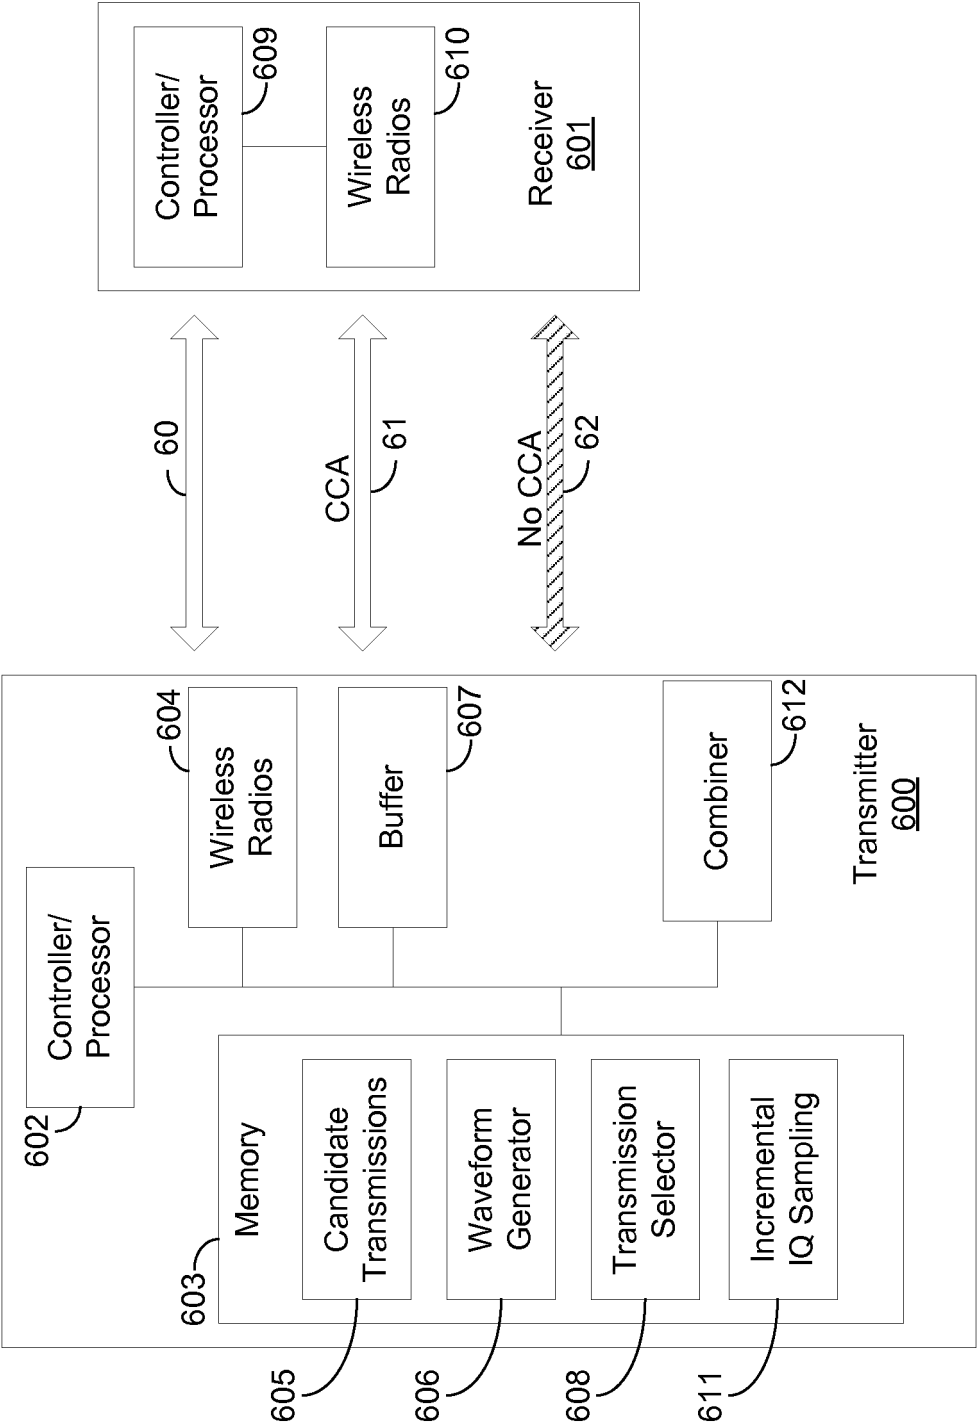 602
Controller/
Processor
603
Memory
605
Candidate
Transmissions
606
Waveform
Generator
608
Transmission
Selector
611
Incremental
IQ Sampling
604
Wireless
Radios
607
Buffer
612
Combiner
Transmitter
600
60
CCA
61
No CCA
62
Controller/
Processor
609
Wireless
Radios
610
Receiver
601